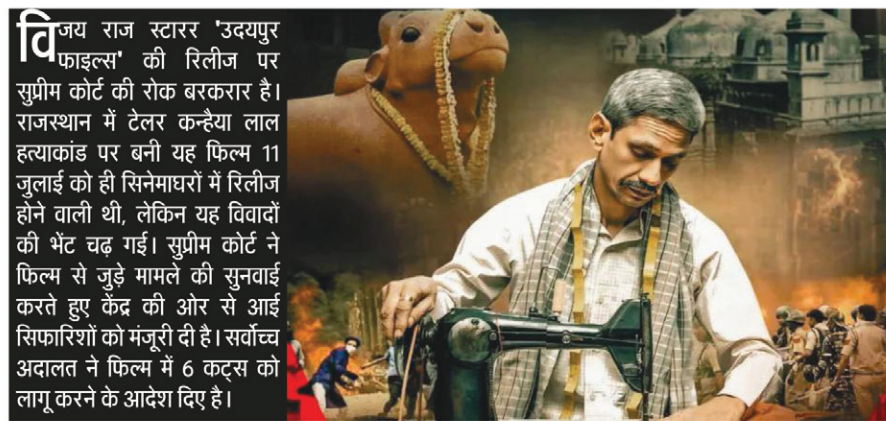 विजय राज स्टारर 'उदयपुर
फाइल्स' की रिलीज पर
सुप्रीम कोर्ट की रोक बरकरार है।
राजस्थान में टेलर कन्हैया लाल
हत्याकांड पर बनी यह फिल्म 11
जुलाई को ही सिनेमाघरों में रिलीज
होने वाली थी, लेकिन यह विवादों
की भेंट चढ़ गई। सुप्रीम कोर्ट ने
फिल्म से जुड़े मामले की सुनवाई
करते हुए केंद्र की ओर से आई
सिफारिशों को मंजूरी दी है। सर्वोच्च
अदालत ने फिल्म में 6 कट्स को
लागू करने के आदेश दिए है।